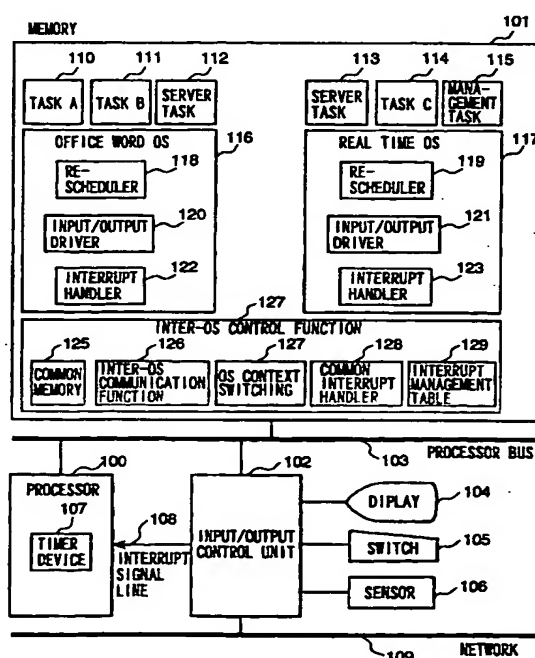 MEMORY
101
110
111
112
113
114
115
TASK A
TASK B
SERVER
TASK
SERVER
TASK
TASK C
MANA-
GEMENT
TASK
OFFICE WORD OS
116
REAL TIME OS
117
RE-
SCHEDULER
118
RE-
SCHEDULER
119
INPUT/OUTPUT
DRIVER
120
INPUT/OUTPUT
DRIVER
121
INTERRUPT
HANDLER
122
INTERRUPT
HANDLER
123
127
INTER-OS CONTROL FUNCTION
125
126
127
128
129
COMMON
MEMORY
INTER-OS
COMMUNICATION
FUNCTION
OS CONTEXT
SWITCHING
COMMON
INTERRUPT
HANDLER
INTERRUPT
MANAGEMENT
TABLE
103
PROCESSOR BUS
100
102
PROCESSOR
107
TIMER
DEVICE
108
INTERRUPT
SIGNAL
LINE
INPUT/OUTPUT
CONTROL UNIT
DIPLAY
104
SWITCH
105
SENSOR
106
109
NETWORK